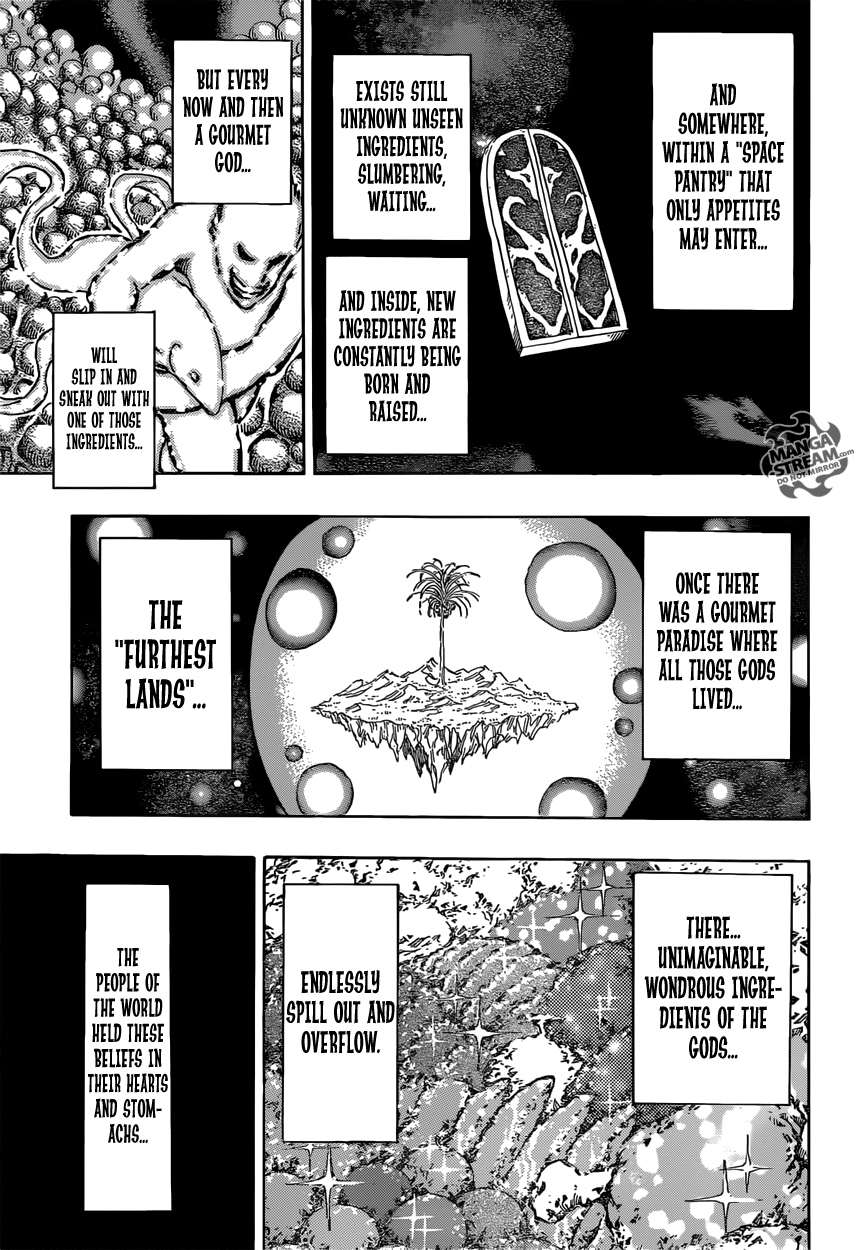 AND
SOMEWHERE,
WITHIN A "SPACE
PANTRY" THAT
ONLY APPETITES
MAY ENTER...
EXISTS STILL
UNKNOWN UNSEEN
INGREDIENTS,
SLUMBERING,
WAITING...
AND INSIDE, NEW
INGREDIENTS ARE
CONSTANTLY BEING
BORN AND
RAISED...
BUT EVERY
NOW AND THEN
A GOURMET
GOD...
WILL
SLIP IN AND
SNEAK OUT WITH
ONE OF THOSE
INGREDIENTS...
MANGA
-STREAM.com
DO NOT MIRROR
ONCE THERE
WAS A GOURMET
PARADISE WHERE
ALL THOSE GODS
LIVED...
THE
"FURTHEST
LANDS"...
THERE...
UNIMAGINABLE,
WONDROUS INGRE-
DIENTS OF THE
GODS...
ENDLESSLY
SPILL OUT AND
OVERFLOW.
THE
PEOPLE OF
THE WORLD
HELD THESE
BELIEFS IN
THEIR HEARTS
AND STOM-
ACHS...